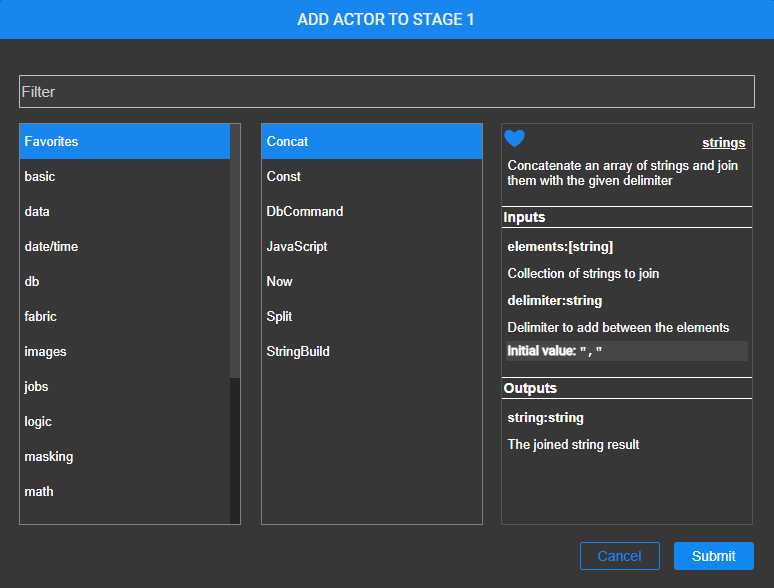 ADD ACTOR TO STAGE 1
Filter
Favorites
basic
data
date/time
db
fabric
images
jobs
logic
masking
math
Concat
Const
DbCommand
JavaScript
Now
Split
StringBuild
strings
Concatenate an array of strings and join
them with the given delimiter
Inputs
elements:[string]
Collection of strings to join
delimiter:string
Delimiter to add between the elements
Initial value: ","
Outputs
string:string
The joined string result
Cancel
Submit